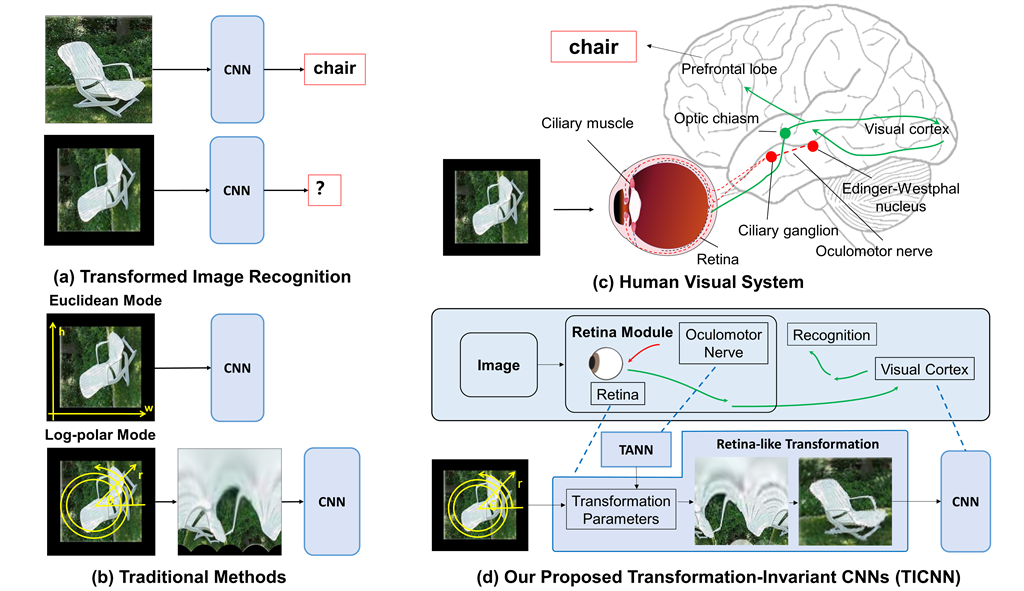 CNN
chair
CNN
?
(a) Transformed Image Recognition
Euclidean Mode
h
w
CNN
Log-polar Mode
r
CNN
(b) Traditional Methods
chair
Prefrontal lobe
Optic chiasm
Ciliary muscle
Visual cortex
Edinger-Westphal
nucleus
Ciliary ganglion
Oculomotor nerve
Retina
(c) Human Visual System
Image
Retina Module
Oculomotor
Nerve
Retina
Recognition
Visual Cortex
TANN
Retina-like Transformation
r
Transformation
Parameters
CNN
(d) Our Proposed Transformation-Invariant CNNs (TICNN)